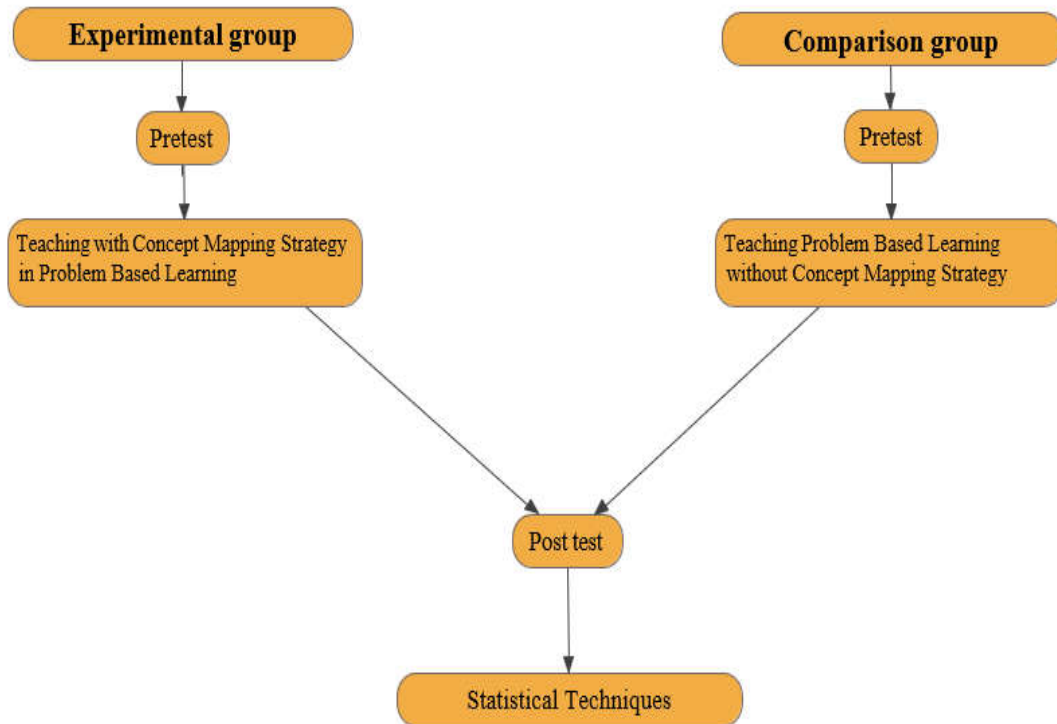 Experimental group
Comparison group
Pretest
Pretest
Teaching with Concept Mapping Strategy
in Problem Based Learning
Teaching Problem Based Learning
without Concept Mapping Strategy
Post test
Statistical Techniques